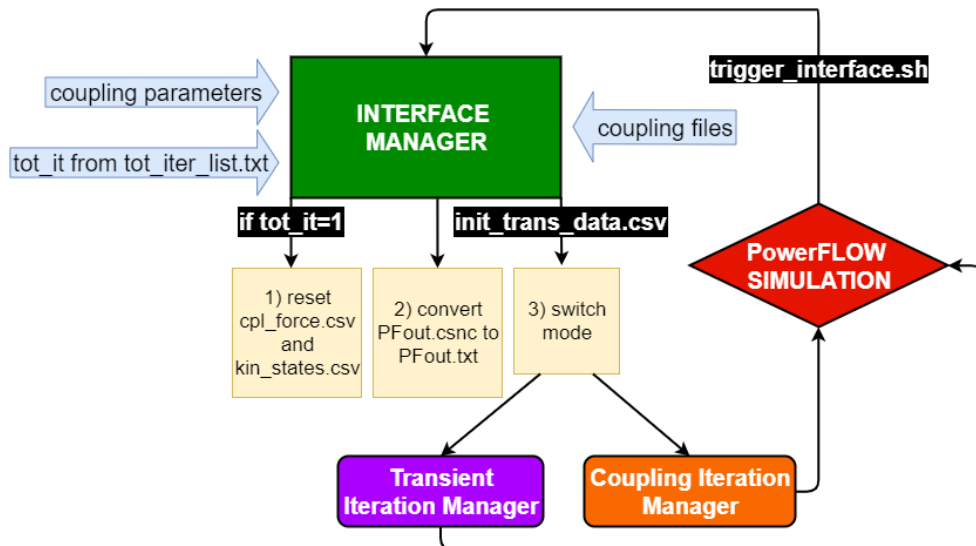 trigger_interface.sh
coupling parameters
INTERFACE
MANAGER
coupling files
tot_it from tot_iter_list.txt
if tot_it=1
init_trans_data.csv
PowerFLOW
SIMULATION
1) reset
cpl_force.csv
and
kin_states.csv
2) convert
PFout.csnc to
PFout.txt
3) switch
mode
Transient
Iteration Manager
Coupling Iteration
Manager